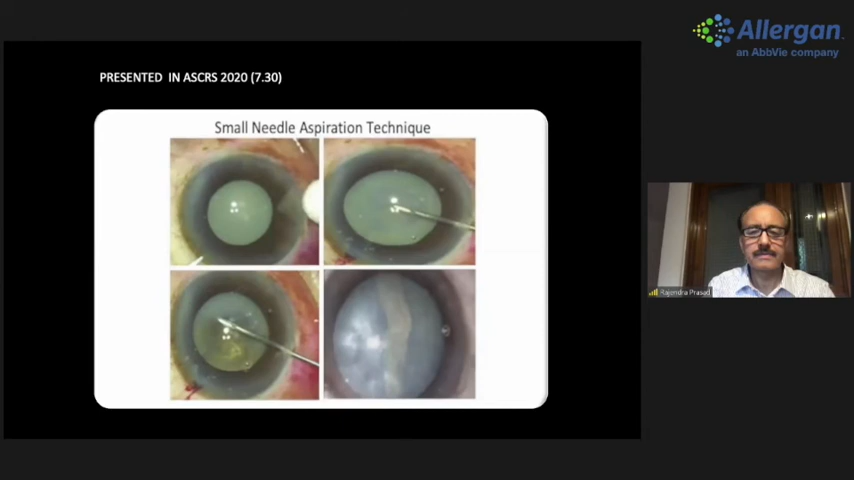 Allergan
an AbbVie company
PRESENTED IN ASCRS 2020 (7.30)
Small Needle Aspiration Technique
Rajendra Prasad